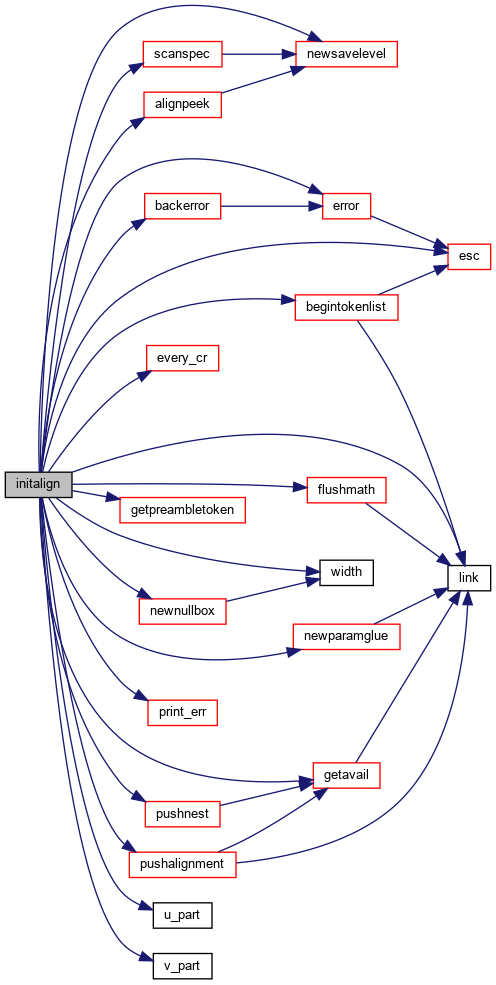 scanspec
newsavelevel
alignpeek
backerror
error
esc
begintokenlist
every_cr
initalign
flushmath
getpreambletoken
width
link
newnullbox
newparamglue
print_err
getavail
pushnest
pushalignment
u_part
v_part